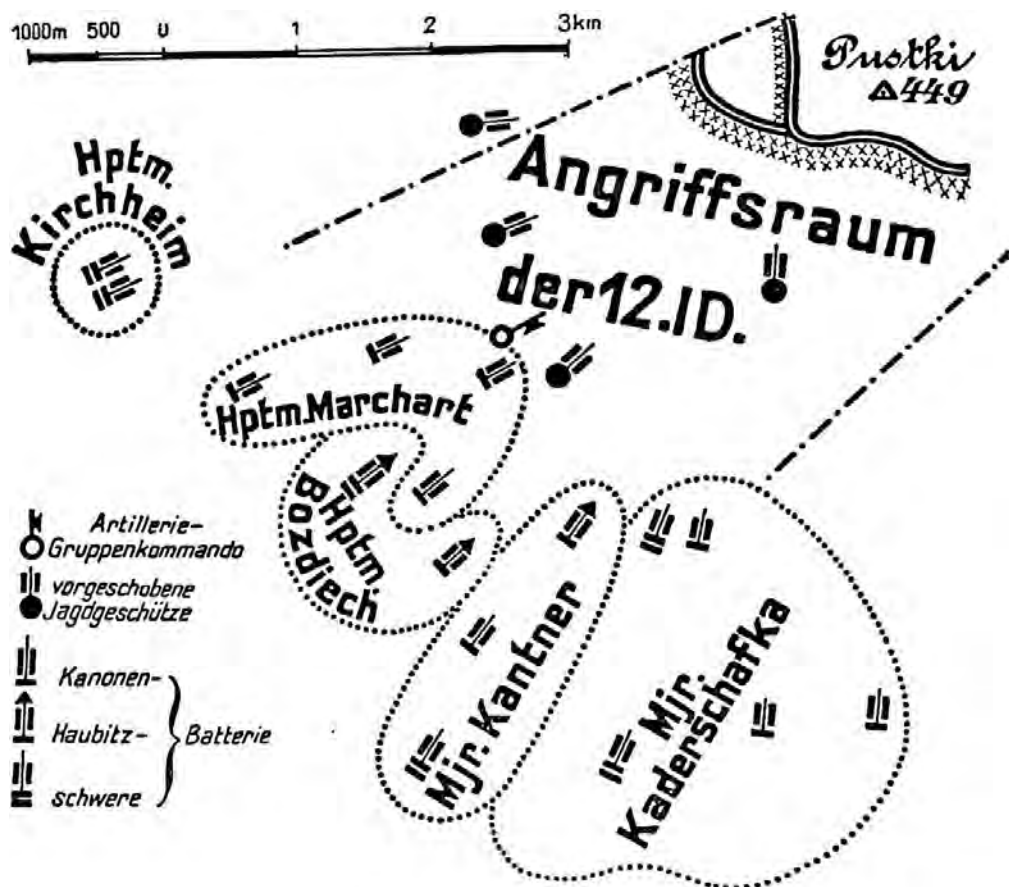 1000m 500 0 1 2 3km
Pustki
△449
Hptm.
Kirchheim
Angriffsraum
der 12.ID.
Hptm. Marchart
Hptm.
Bozdiech
Mjr. Kantner
Mjr.
Kaderschafka
Artillerie-
Gruppenkommando
vorgeschobene
Jagdgeschütze
Kanonen-
Haubitz-
Batterie
schwere